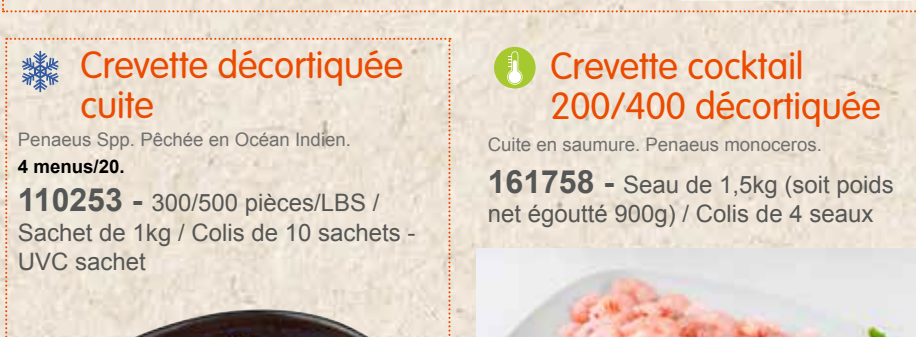 Crevette décortiquée
cuite
Penaeus Spp. Pêchée en Océan Indien.
4 menus/20.
110253 - 300/500 pièces/LBS /
Sachet de 1kg / Colis de 10 sachets -
UVC sachet
Crevette cocktail
200/400 décortiquée
Cuite en saumure. Penaeus monoceros.
161758 - Seau de 1,5kg (soit poids
net égoutté 900g) / Colis de 4 seaux